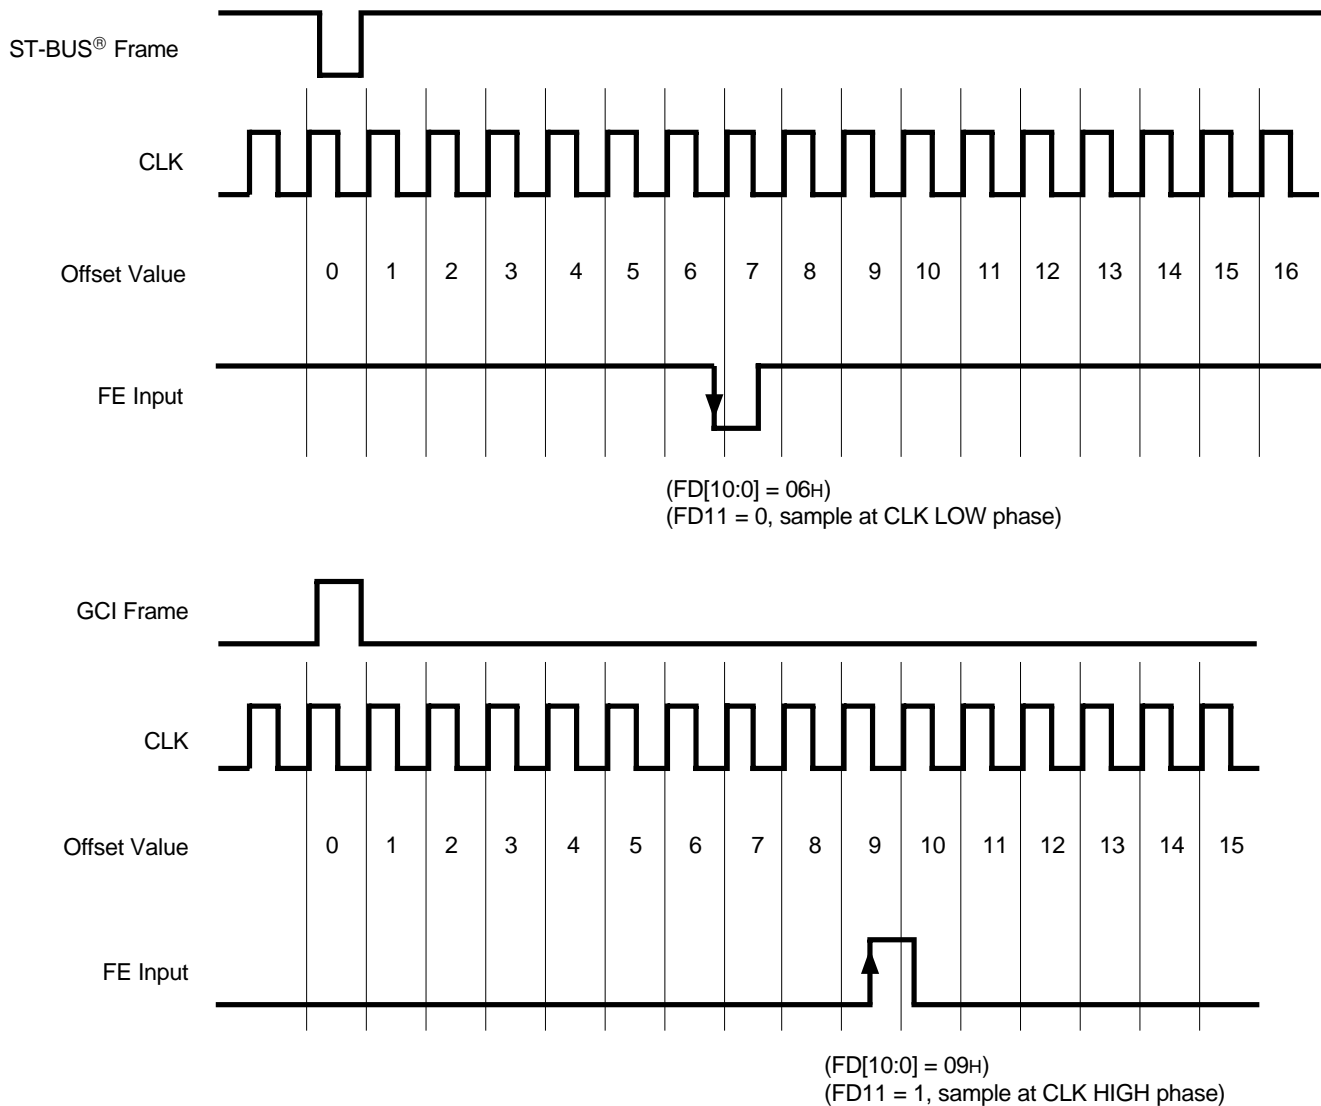 ST-BUS® Frame
CLK
Offset Value 0 1 2 3 4 5 6 7 8 9 10 11 12 13 14 15 16
FE Input
(FD[10:0] = 06H)
(FD11 = 0, sample at CLK LOW phase)
GCI Frame
CLK
Offset Value 0 1 2 3 4 5 6 7 8 9 10 11 12 13 14 15
FE Input
(FD[10:0] = 09H)
(FD11 = 1, sample at CLK HIGH phase)